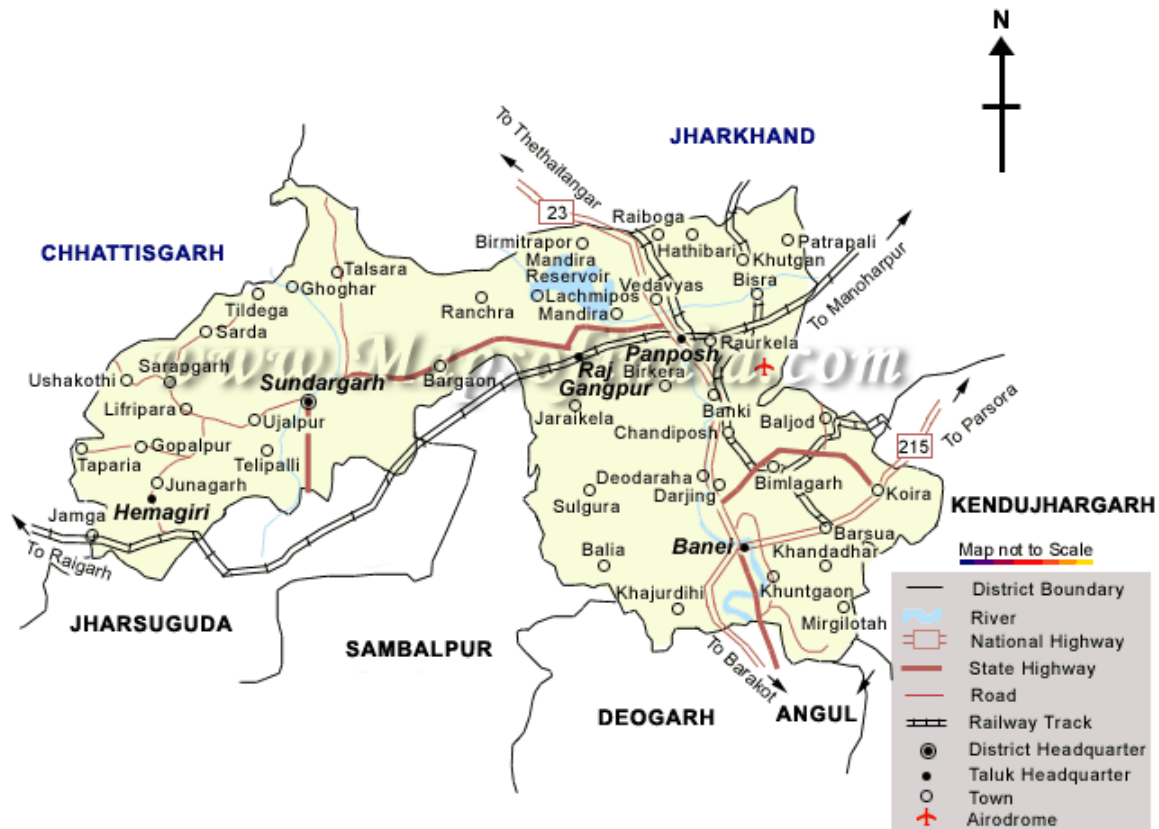 N
To Thethaitangar
JHARKHAND
23
Raiboga
Birmitrapor
Hathibari
Patrapali
CHHATTISGARH
Mandira
Reservoir
Khutgan
To Manoharpur
Talsara
Ghoghar
Vedavyas
Bisra
Tildega
Ranchra
Lachmipos
Mandira
Sarda
www.Mapsofindia.com
Panposh
Raurkela
Sarapgarh
Ushakothi
Sundargarh
Bargaon
Raj
Gangpur
Birkera
Lifripara
Jaraikela
Banki
Ujalpur
Chandiposh
Baljod
To Parsora
215
Gopalpur
Taparia
Telipalli
Deodaraha
Bimlagarh
Junagarh
Darjing
Koira
Hemagiri
Sulgura
KENDUJHARGARH
Jamga
Barsua
To Raigarh
Balia
Banei
Khandadhar
Map not to Scale
Khajurdihi
Khuntgaon
Mirgilotah
JHARSUGUDA
SAMBALPUR
To Barakot
DEOGARH
ANGUL
District Boundary
River
National Highway
State Highway
Road
Railway Track
District Headquarter
Taluk Headquarter
Town
Airodrome